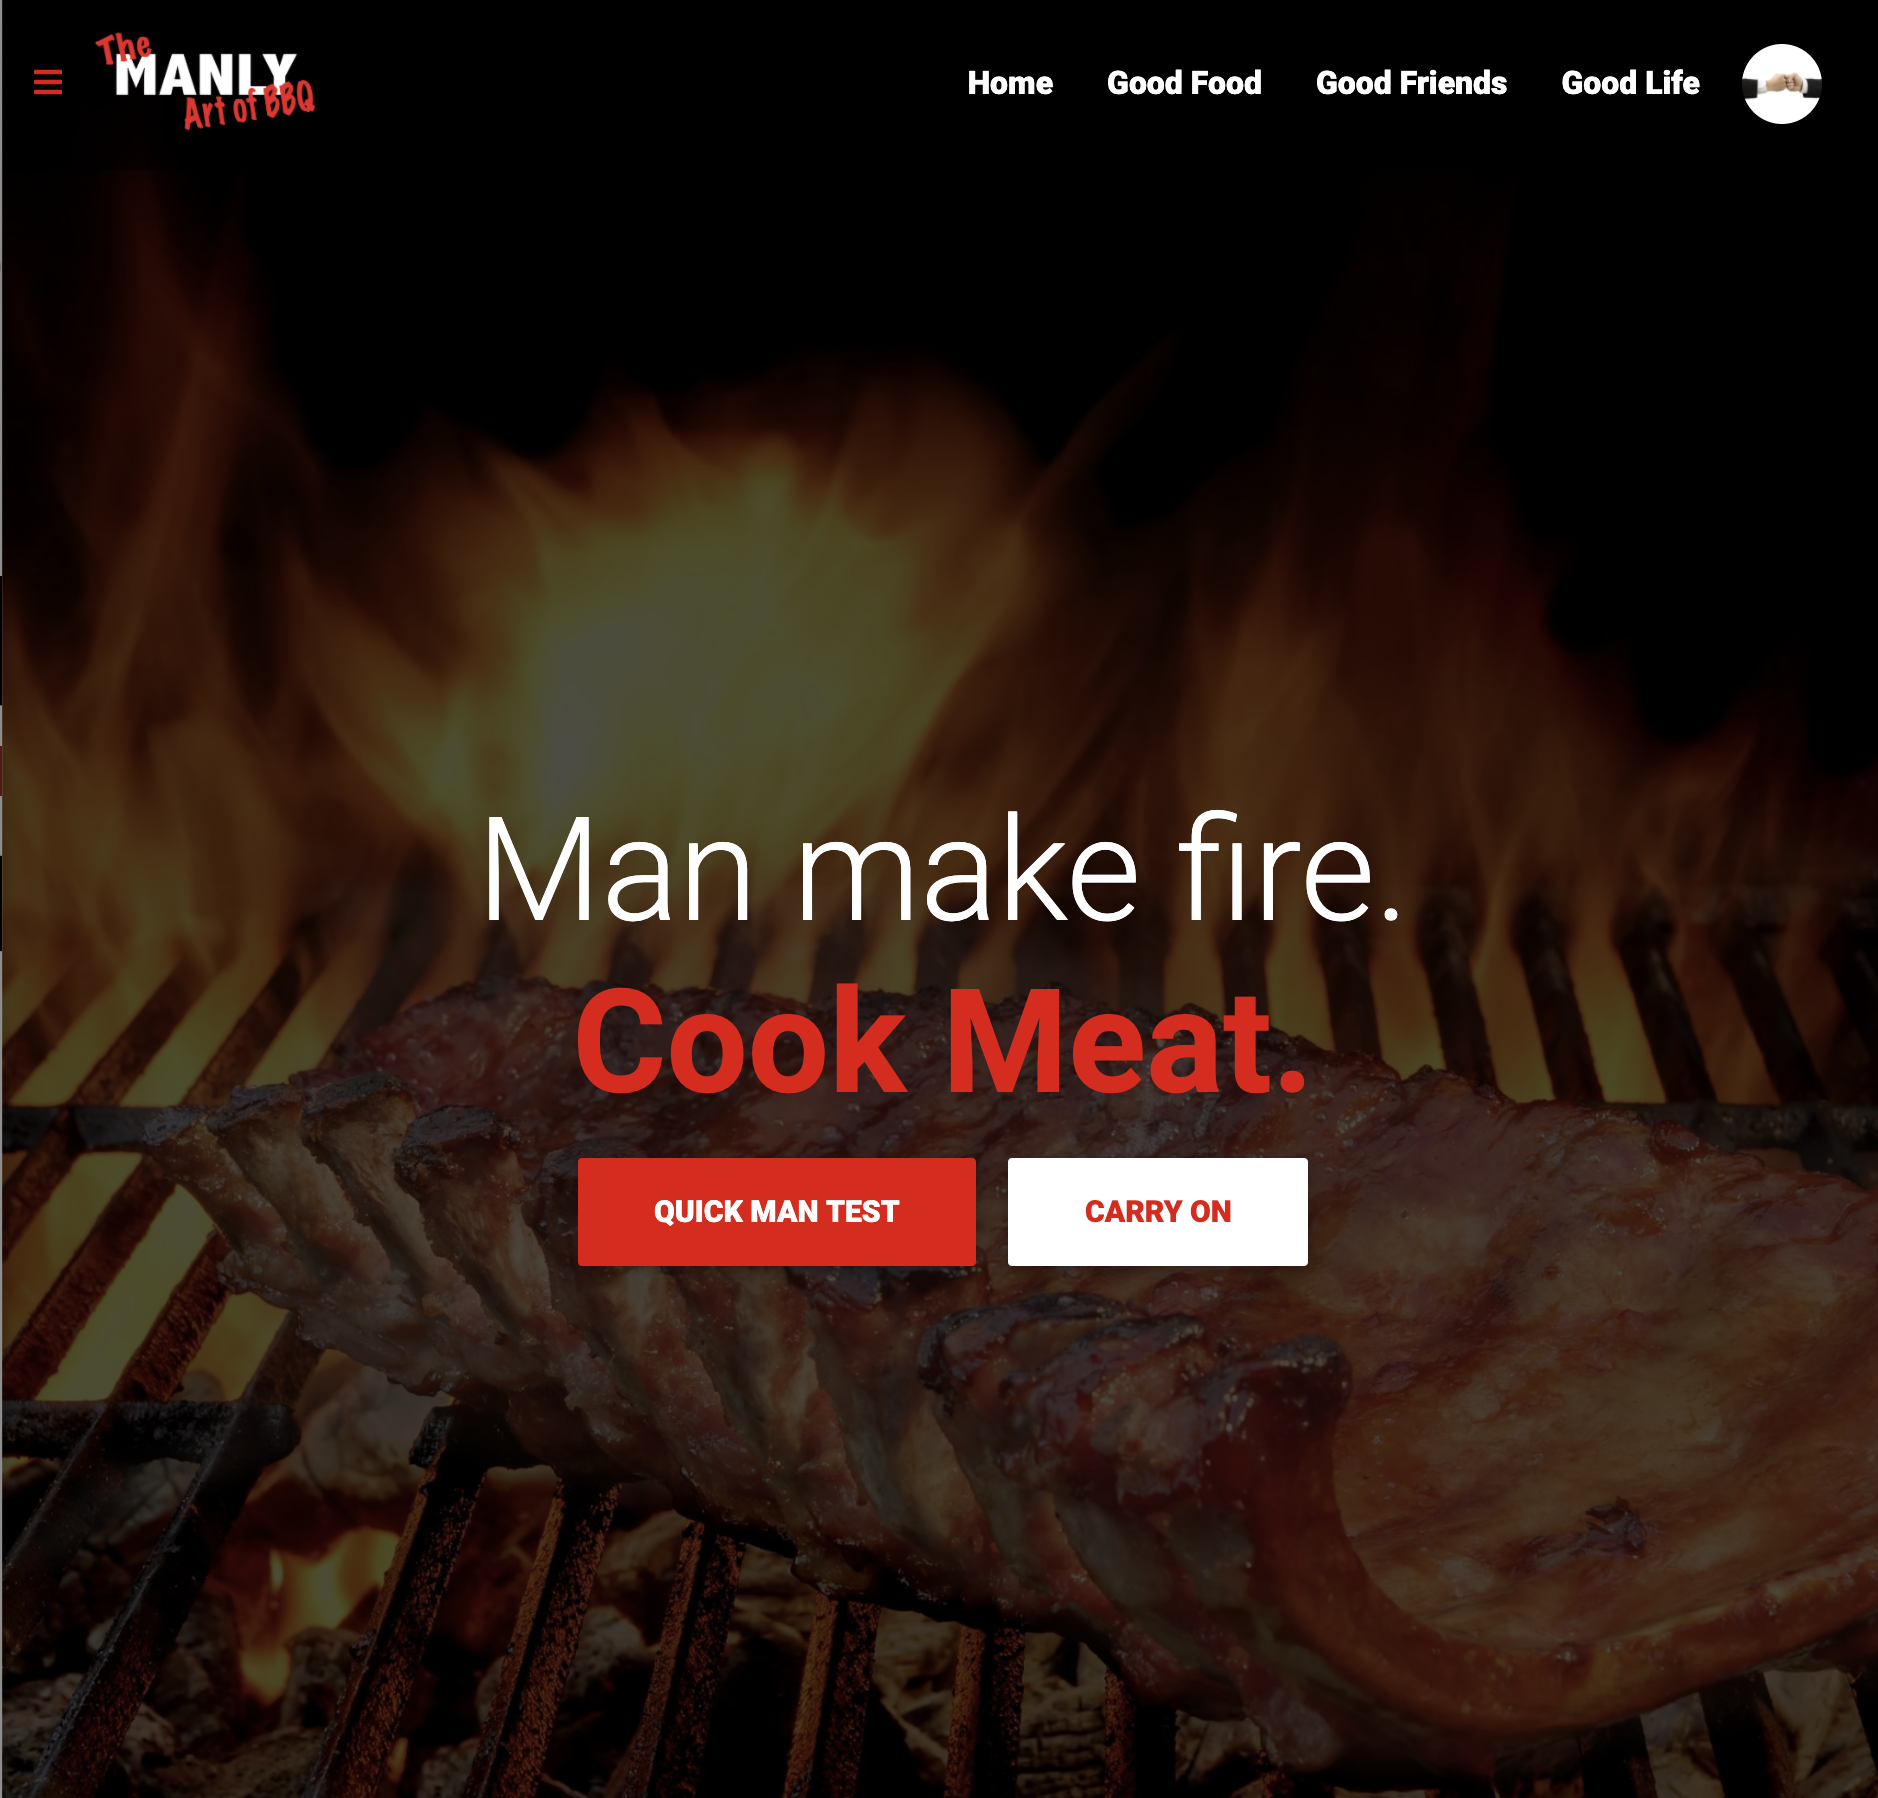 The
MANLY
Art of BBQ
Home Good Food Good Friends Good Life
Man make fire.
Cook Meat.
QUICK MAN TEST CARRY ON